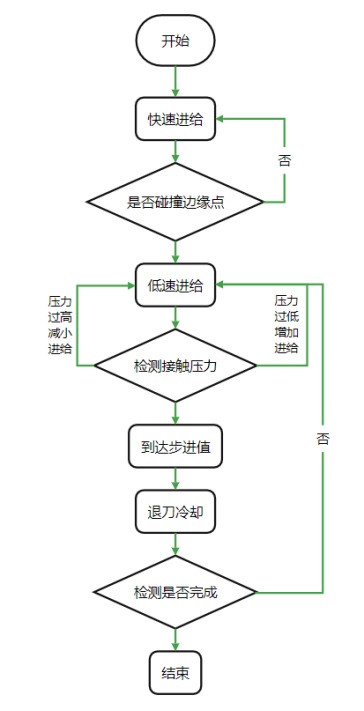 开始
快速进给
否
是否碰撞边缘点
低速进给
压力
过高
减小
进给
压力
过低
增加
进给
检测接触压力
否
到达步进值
退刀冷却
检测是否完成
结束